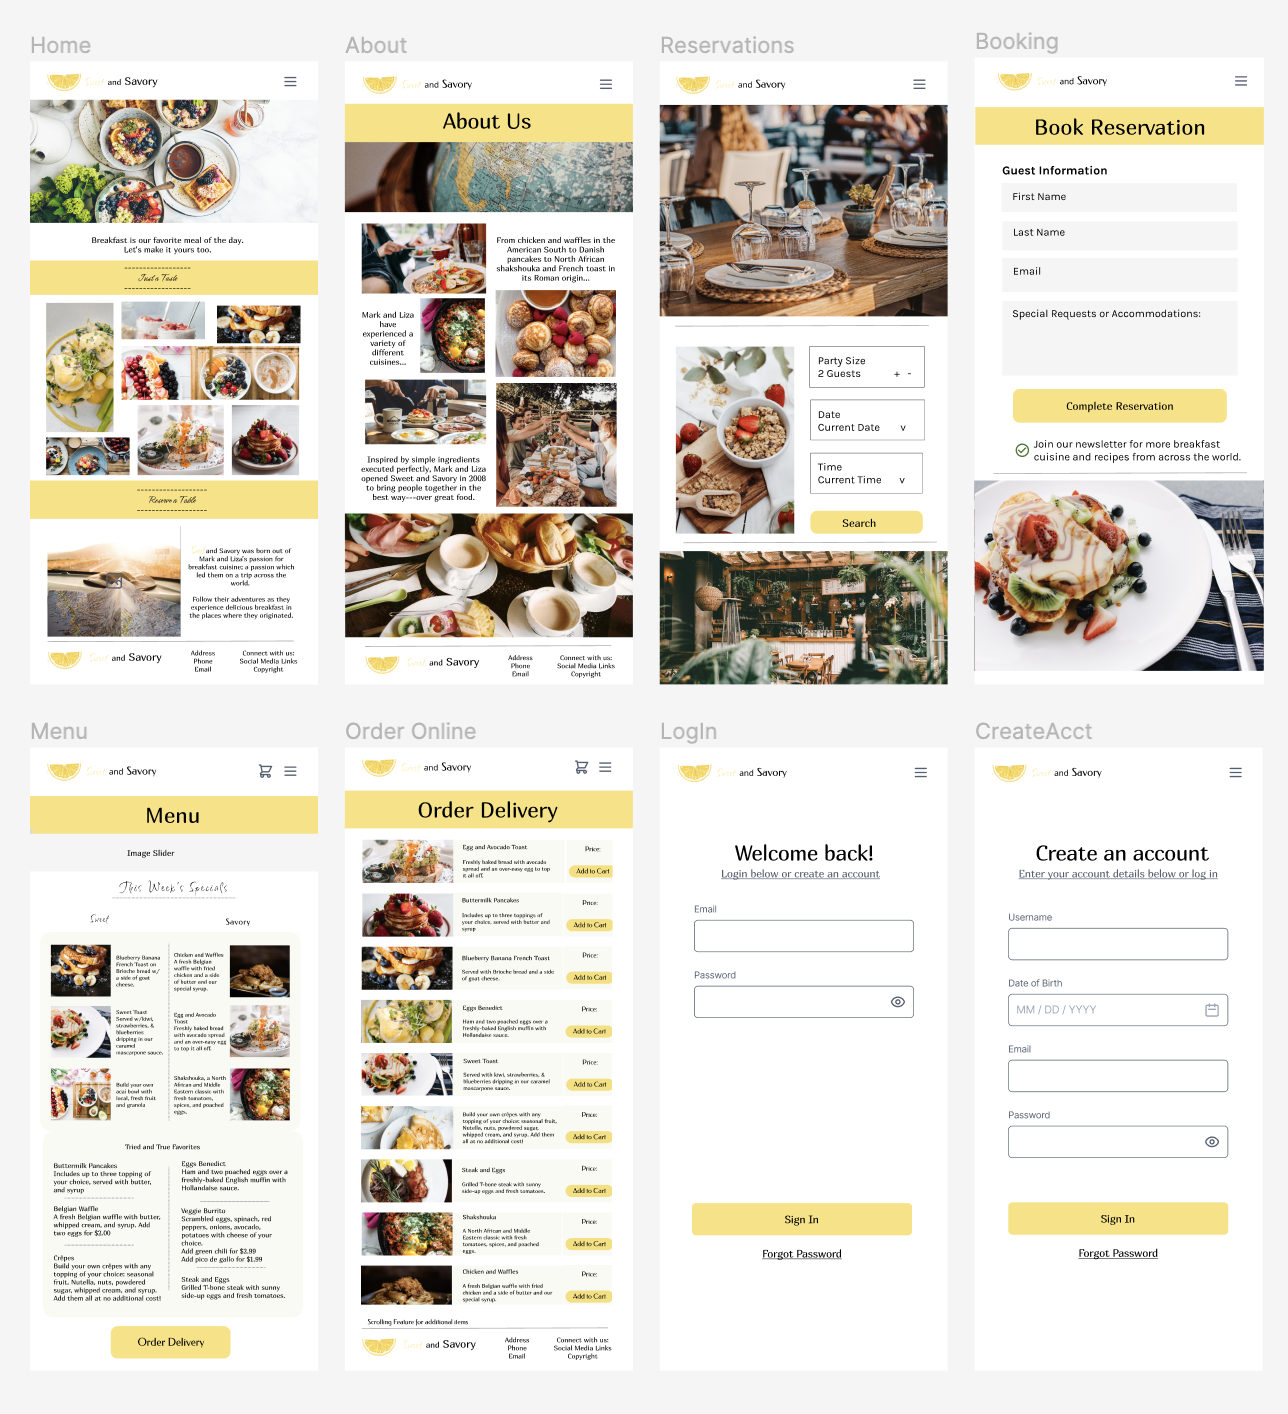 Home
Sweet and Savory
Breakfast is our favorite meal of the day.
Let's make it yours too.
Just a Taste
Reserve a Table
and Savory was born out of
Mark and Liza's passion for
breakfast cuisine; a passion which
led them on a trip across the
world.
Follow their adventures as they
experience delicious breakfast in
the places where they originated.
Sweet and Savory
Address
Phone
Email
Connect with us:
Social Media Links
Copyright
About
Sweet and Savory
About Us
From chicken and waffles in the
American South to Danish
pancakes to North African
shakshouka and French toast in
its Roman origin...
Mark and Liza
have
experienced a
variety of
different
cuisines...
Inspired by simple ingredients
executed perfectly, Mark and Liza
opened Sweet and Savory in 2008
to bring people together in the
best way---over great food.
Sweet and Savory
Address
Phone
Email
Connect with us:
Social Media Links
Copyright
Reservations
Sweet and Savory
Party Size
2 Guests + -
Date
Current Date v
Time
Current Time v
Search
Booking
Sweet and Savory
Book Reservation
Guest Information
First Name
Last Name
Email
Special Requests or Accommodations:
Complete Reservation
Join our newsletter for more breakfast
cuisine and recipes from across the world.
Menu
Sweet and Savory
Menu
Image Slider
This Week's Specials
Sweet
Savory
Blueberry Banana
French Toast on
Brioche bread w/
a side of goat
cheese.
Chicken and Waffles
A fresh Belgian
waffle with fried
chicken and a side
of butter and our
special syrup.
Sweet Toast
Served w/kiwi,
strawberries, &
blueberries
dripping in our
caramel
mascarpone sauce.
Egg and Avocado
Toast
Freshly baked bread
with avocado spread
and an over-easy egg
to top it all off.
Build your own
acai bowl with
local, fresh fruit
and granola
Shakshouka, a North
African and Middle
Eastern classic with
fresh tomatoes,
spices, and poached
eggs.
Tried and True Favorites
Buttermilk Pancakes
Includes up to three topping of
your choice, served with butter,
and syrup
Belgian Waffle
A fresh Belgian waffle with butter,
whipped cream, and syrup. Add
two eggs for $2.00
Crêpes
Build your own crêpes with any
topping of your choice: seasonal
fruit, Nutella, nuts, powdered
sugar, whipped cream, and syrup.
Add them all at no additional cost!
Eggs Benedict
Ham and two poached eggs over a
freshly-baked English muffin with
Hollandaise sauce.
Veggie Burrito
Scrambled eggs, spinach, red
peppers, onions, avocado,
potatoes with cheese of your
choice.
Add green chili for $3.99
Add pico de gallo for $1.99
Steak and Eggs
Grilled T-bone steak with sunny
side-up eggs and fresh tomatoes.
Order Delivery
Order Online
Sweet and Savory
Order Delivery
Egg and Avocado Toast
Freshly baked bread with avocado
spread and an over-easy egg to top
it all off.
Price:
Add to Cart
Buttermilk Pancakes
Includes up to three toppings of
your choice, served with butter and
syrup
Price:
Add to Cart
Blueberry Banana French Toast
Served with Brioche bread and a side
of goat cheese.
Price:
Add to Cart
Eggs Benedict
Ham and two poached eggs over a
freshly-baked English muffin with
Hollandaise sauce.
Price:
Add to Cart
Sweet Toast
Served with kiwi, strawberries, &
blueberries dripping in our caramel
mascarpone sauce.
Price:
Add to Cart
Build your own crêpes with any
topping of your choice: seasonal fruit,
Nutella, nuts, powdered sugar,
whipped cream, and syrup. Add them
all at no additional cost!
Price:
Add to Cart
Steak and Eggs
Grilled T-bone steak with sunny
side-up eggs and fresh tomatoes.
Price:
Add to Cart
Shakshouka
A North African and Middle
Eastern classic with fresh
tomatoes, spices, and poached
eggs.
Price:
Add to Cart
Chicken and Waffles
A fresh Belgian waffle with fried
chicken and a side of butter and our
special syrup.
Price:
Add to Cart
Scrolling Feature for additional items
Sweet and Savory
Address
Phone
Email
Connect with us:
Social Media Links
Copyright
LogIn
Sweet and Savory
Welcome back!
Login below or create an account
Email
Password
Sign In
Forgot Password
CreateAcct
Sweet and Savory
Create an account
Enter your account details below or log in
Username
Date of Birth
MM / DD / YYYY
Email
Password
Sign In
Forgot Password